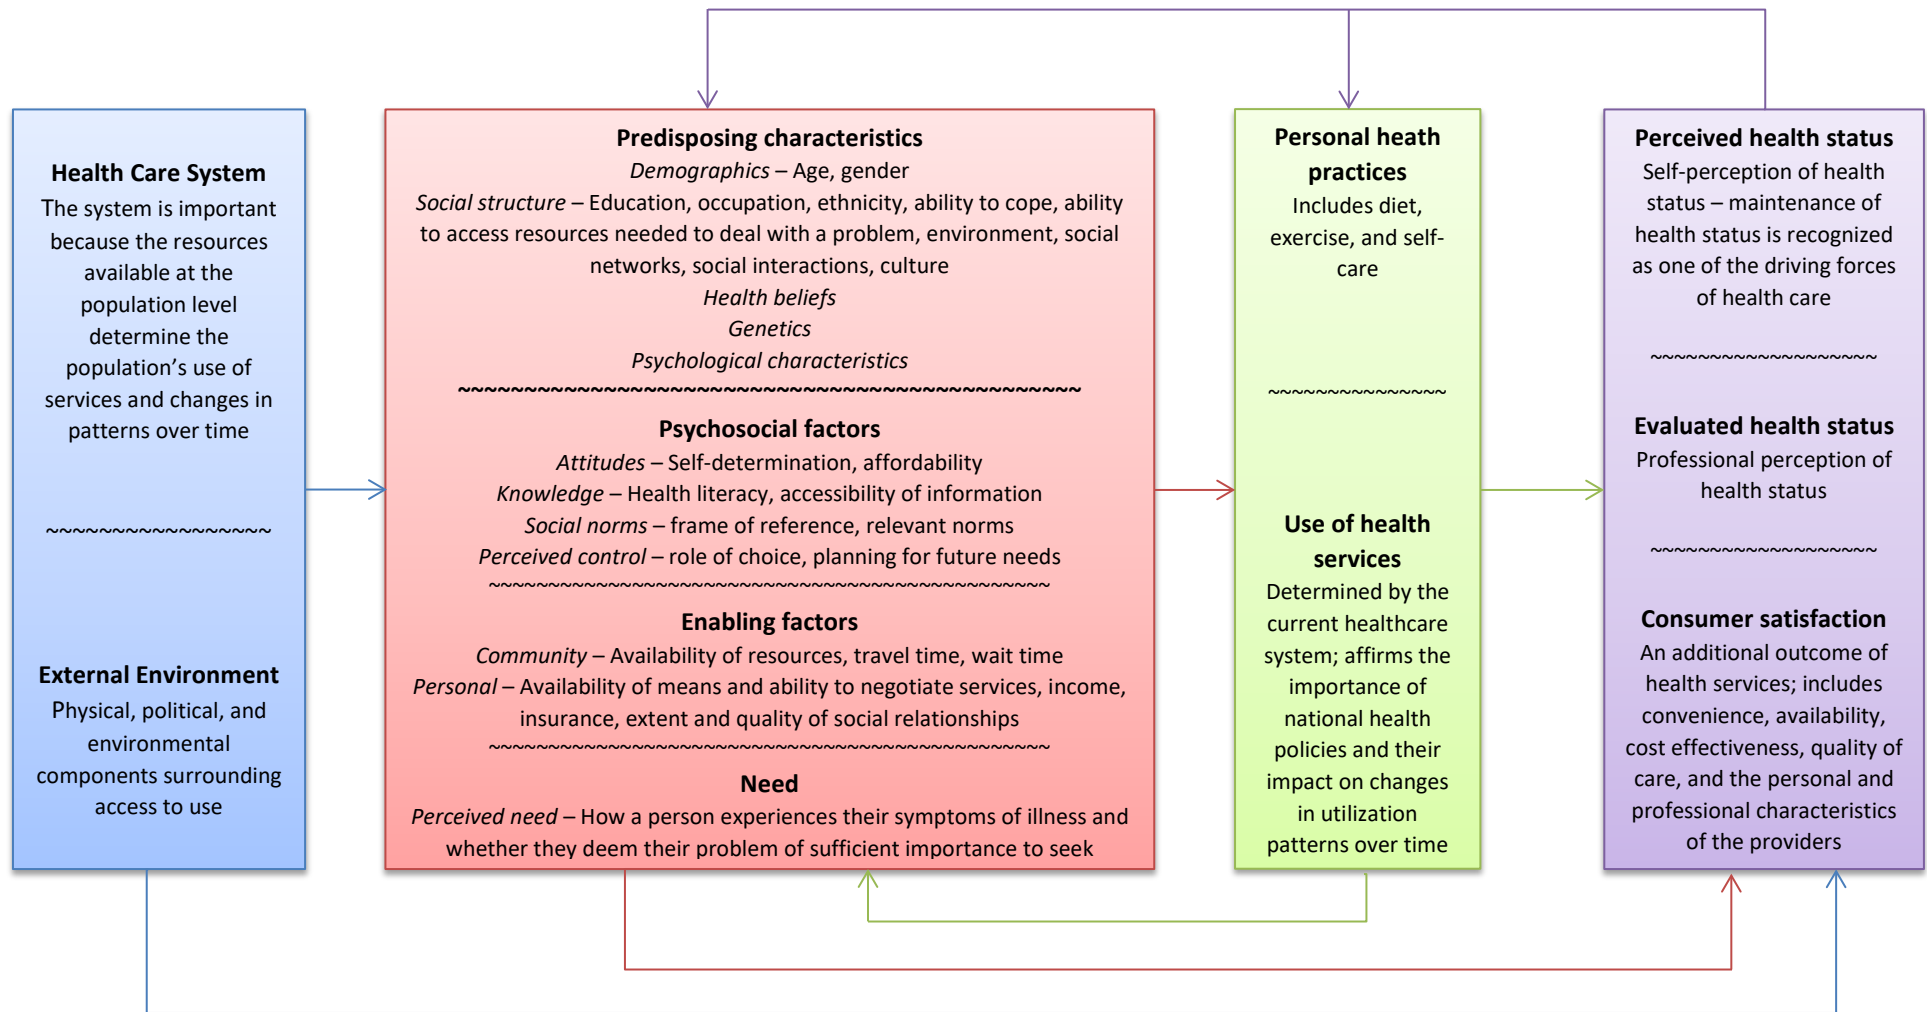 Health Care System
The system is important
because the resources
available at the
population level
determine the
population’s use of
services and changes in
patterns over time
~~~~~~~~~~~~~~~~~
External Environment
Physical, political, and
environmental
components surrounding
access to use
Predisposing characteristics
Demographics – Age, gender
Social structure – Education, occupation, ethnicity, ability to cope, ability
to access resources needed to deal with a problem, environment, social
networks, social interactions, culture
Health beliefs
Genetics
Psychological characteristics
~~~~~~~~~~~~~~~~~~~~~~~~~~~~~~~~~~~~~~~~~~~~~~~
Psychosocial factors
Attitudes – Self-determination, affordability
Knowledge – Health literacy, accessibility of information
Social norms – frame of reference, relevant norms
Perceived control – role of choice, planning for future needs
~~~~~~~~~~~~~~~~~~~~~~~~~~~~~~~~~~~~~~~~~~~~~~~
Enabling factors
Community – Availability of resources, travel time, wait time
Personal – Availability of means and ability to negotiate services, income,
insurance, extent and quality of social relationships
~~~~~~~~~~~~~~~~~~~~~~~~~~~~~~~~~~~~~~~~~~~~~~~
Need
Perceived need – How a person experiences their symptoms of illness and
whether they deem their problem of sufficient importance to seek
Personal heath
practices
Includes diet,
exercise, and self-
care
~~~~~~~~~~~~~~~
Use of health
services
Determined by the
current healthcare
system; affirms the
importance of
national health
policies and their
impact on changes
in utilization
patterns over time
Perceived health status
Self-perception of health
status – maintenance of
health status is recognized
as one of the driving forces
of health care
~~~~~~~~~~~~~~~~~~~
Evaluated health status
Professional perception of
health status
~~~~~~~~~~~~~~~~~~~
Consumer satisfaction
An additional outcome of
health services; includes
convenience, availability,
cost effectiveness, quality of
care, and the personal and
professional characteristics
of the providers